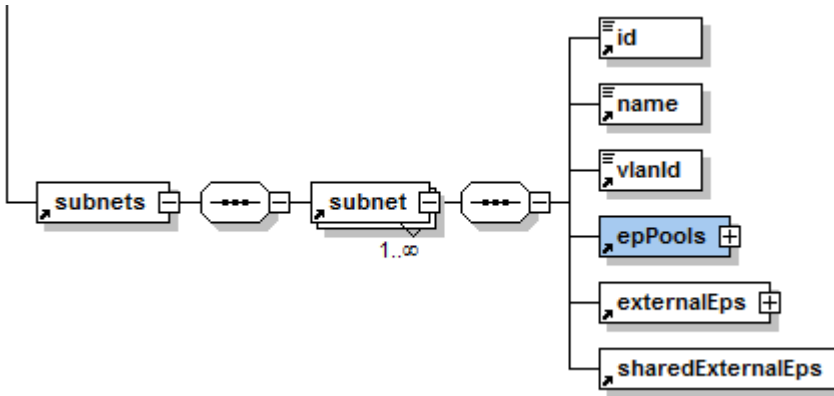 id
name
vlanId
subnets
subnet
1..∞
epPools
externalEps
sharedExternalEps